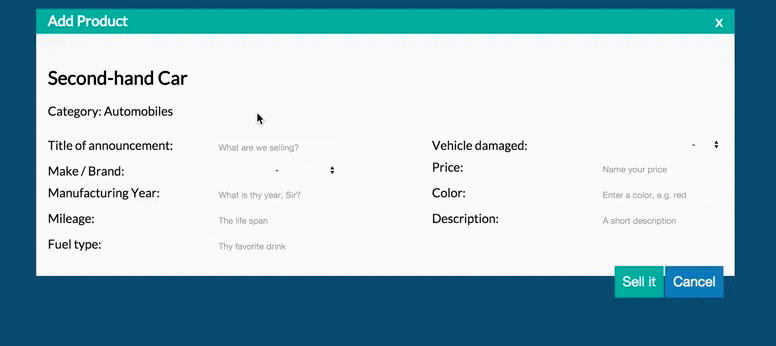 Add Product
x
Second-hand Car
Category: Automobiles
Title of announcement: What are we selling?
Make / Brand: -
Manufacturing Year: What is thy year, Sir?
Mileage: The life span
Fuel type: Thy favorite drink
Vehicle damaged: -
Price: Name your price
Color: Enter a color, e.g. red
Description: A short description
Sell it
Cancel